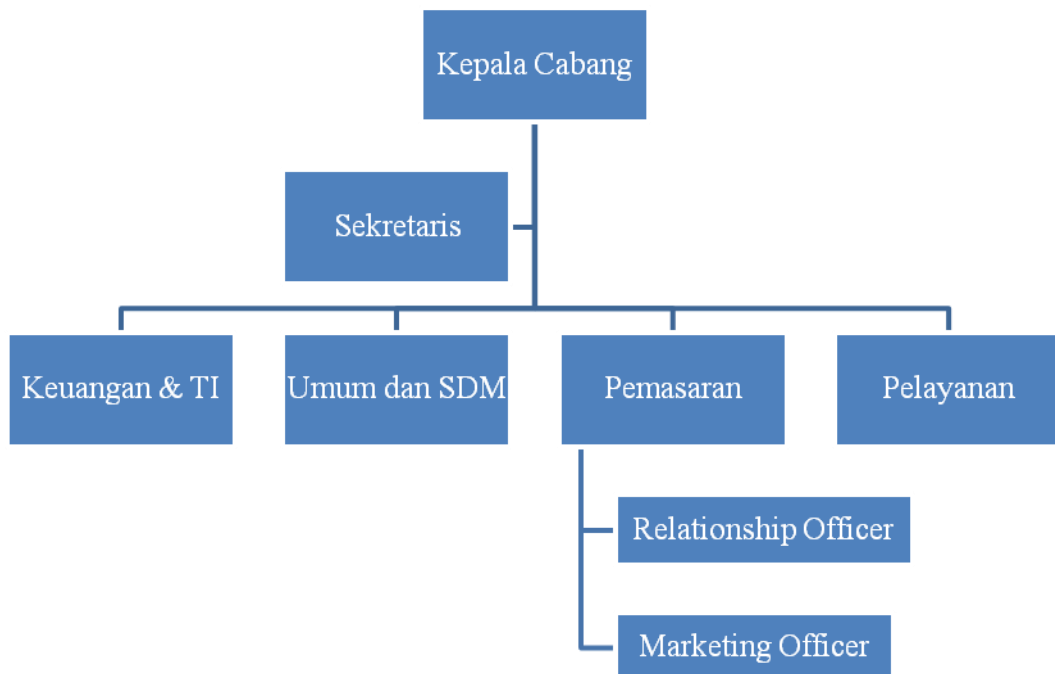 Kepala Cabang
Sekretaris
Keuangan & TI
Umum dan SDM
Pemasaran
Pelayanan
Relationship Officer
Marketing Officer